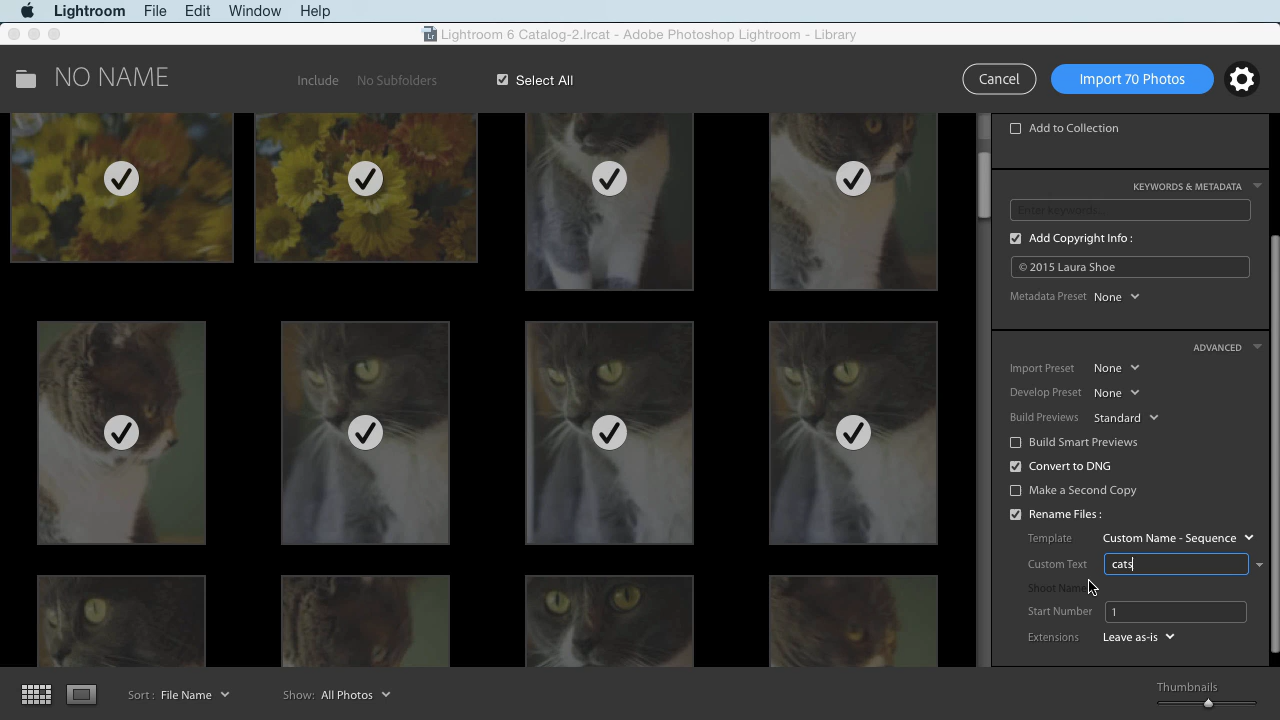 Lightroom File Edit Window Help
Lightroom 6 Catalog-2.lrcat - Adobe Photoshop Lightroom - Library
NO NAME Include No Subfolders Select All Cancel Import 70 Photos
Add to Collection
KEYWORDS & METADATA
Enter keywords...
Add Copyright Info :
© 2015 Laura Shoe
Metadata Preset None
ADVANCED
Import Preset None
Develop Preset None
Build Previews Standard
Build Smart Previews
Convert to DNG
Make a Second Copy
Rename Files :
Template Custom Name - Sequence
Custom Text cats
Shoot Name
Start Number 1
Extensions Leave as-is
Sort : File Name Show: All Photos Thumbnails